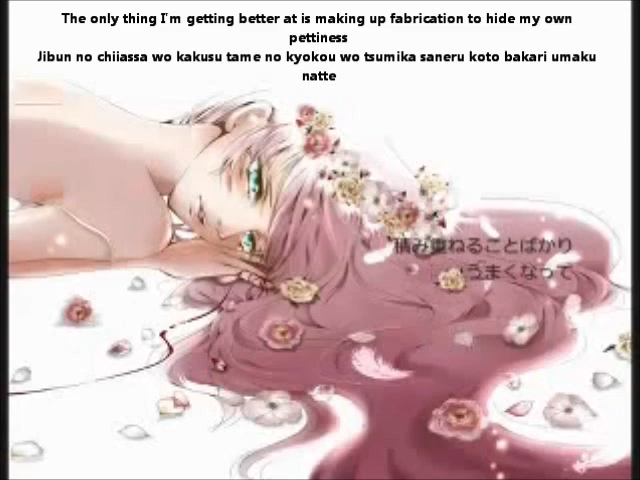 The only thing I'm getting better at is making up fabrication to hide my own
pettiness
Jibun no chiiassa wo kakusu tame no kyokou wo tsumika saneru koto bakari umaku
natte
積み重ねることばかり
うまくなって